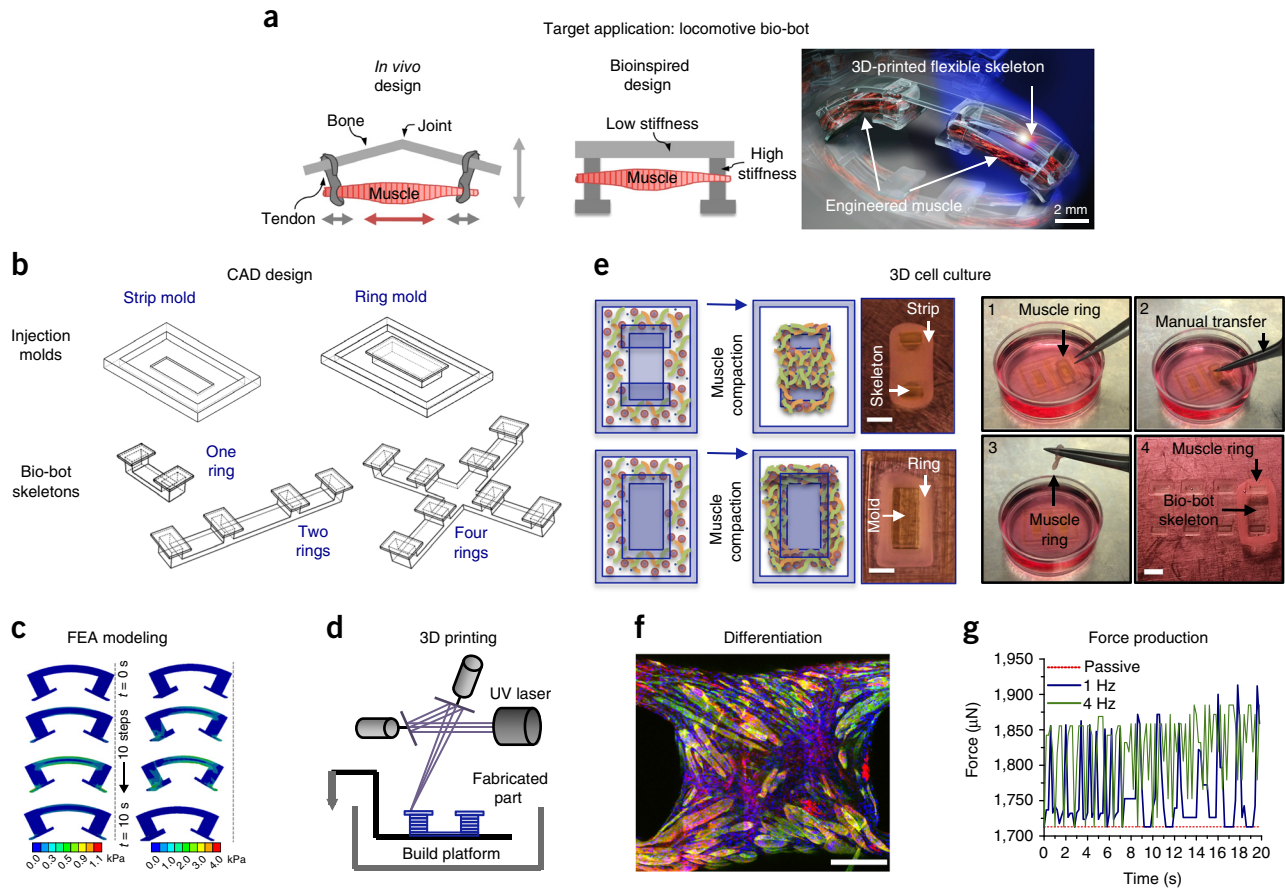 a
Target application: locomotive bio-bot
In vivo
design
Bone
Joint
Muscle
Tendon
Bioinspired
design
Low stiffness
High
stiffness
Muscle
3D-printed flexible skeleton
Engineered muscle
2 mm
b
CAD design
Strip mold
Ring mold
Injection
molds
Bio-bot
skeletons
One
ring
Two
rings
Four
rings
c
FEA modeling
t = 0 s
10 steps
t = 10 s
0.0
0.3
0.5
0.9
1.1
kPa
0.0
1.0
2.0
3.0
4.0
kPa
d
3D printing
UV laser
Fabricated
part
Build platform
e
3D cell culture
Muscle
compaction
Strip
Skeleton
Muscle
compaction
Ring
Mold
1
Muscle ring
2
Manual transfer
3
Muscle
ring
4
Muscle ring
Bio-bot
skeleton
f
Differentiation
g
Force production
Passive
1 Hz
4 Hz
Force (µN)
1,950
1,900
1,850
1,800
1,750
1,700
0 2 4 6 8 10 12 14 16 18 20
Time (s)